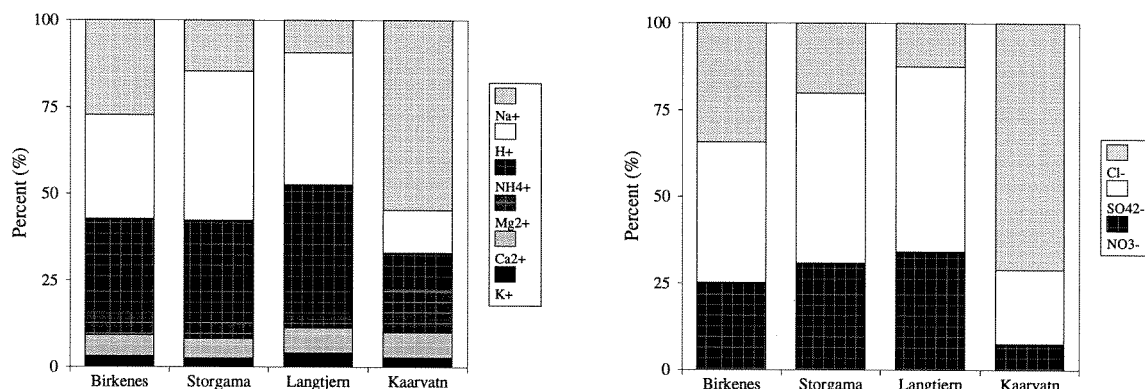 100
75
50
25
0
Percent (%)
Birkenes Storgama Langtjern Kaarvatn
Na+
H+
NH4+
Mg2+
Ca2+
K+
100
75
50
25
0
Percent (%)
Birkenes Storgama Langtjern Kaarvatn
Cl-
SO42-
NO3-